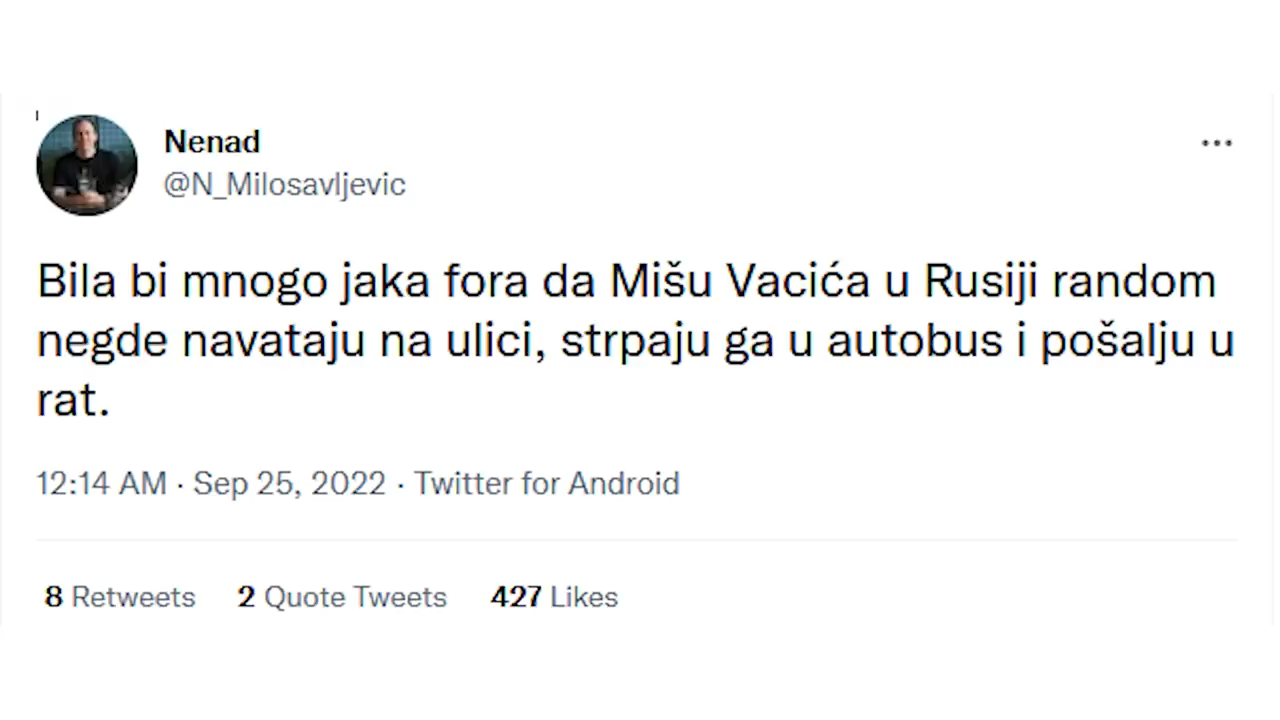 Nenad
@N_Milosavljevic
Bila bi mnogo jaka fora da Mišu Vacića u Rusiji random
negde navataju na ulici, strpaju ga u autobus i pošalju u
rat.
12:14 AM · Sep 25, 2022 · Twitter for Android
8 Retweets 2 Quote Tweets 427 Likes